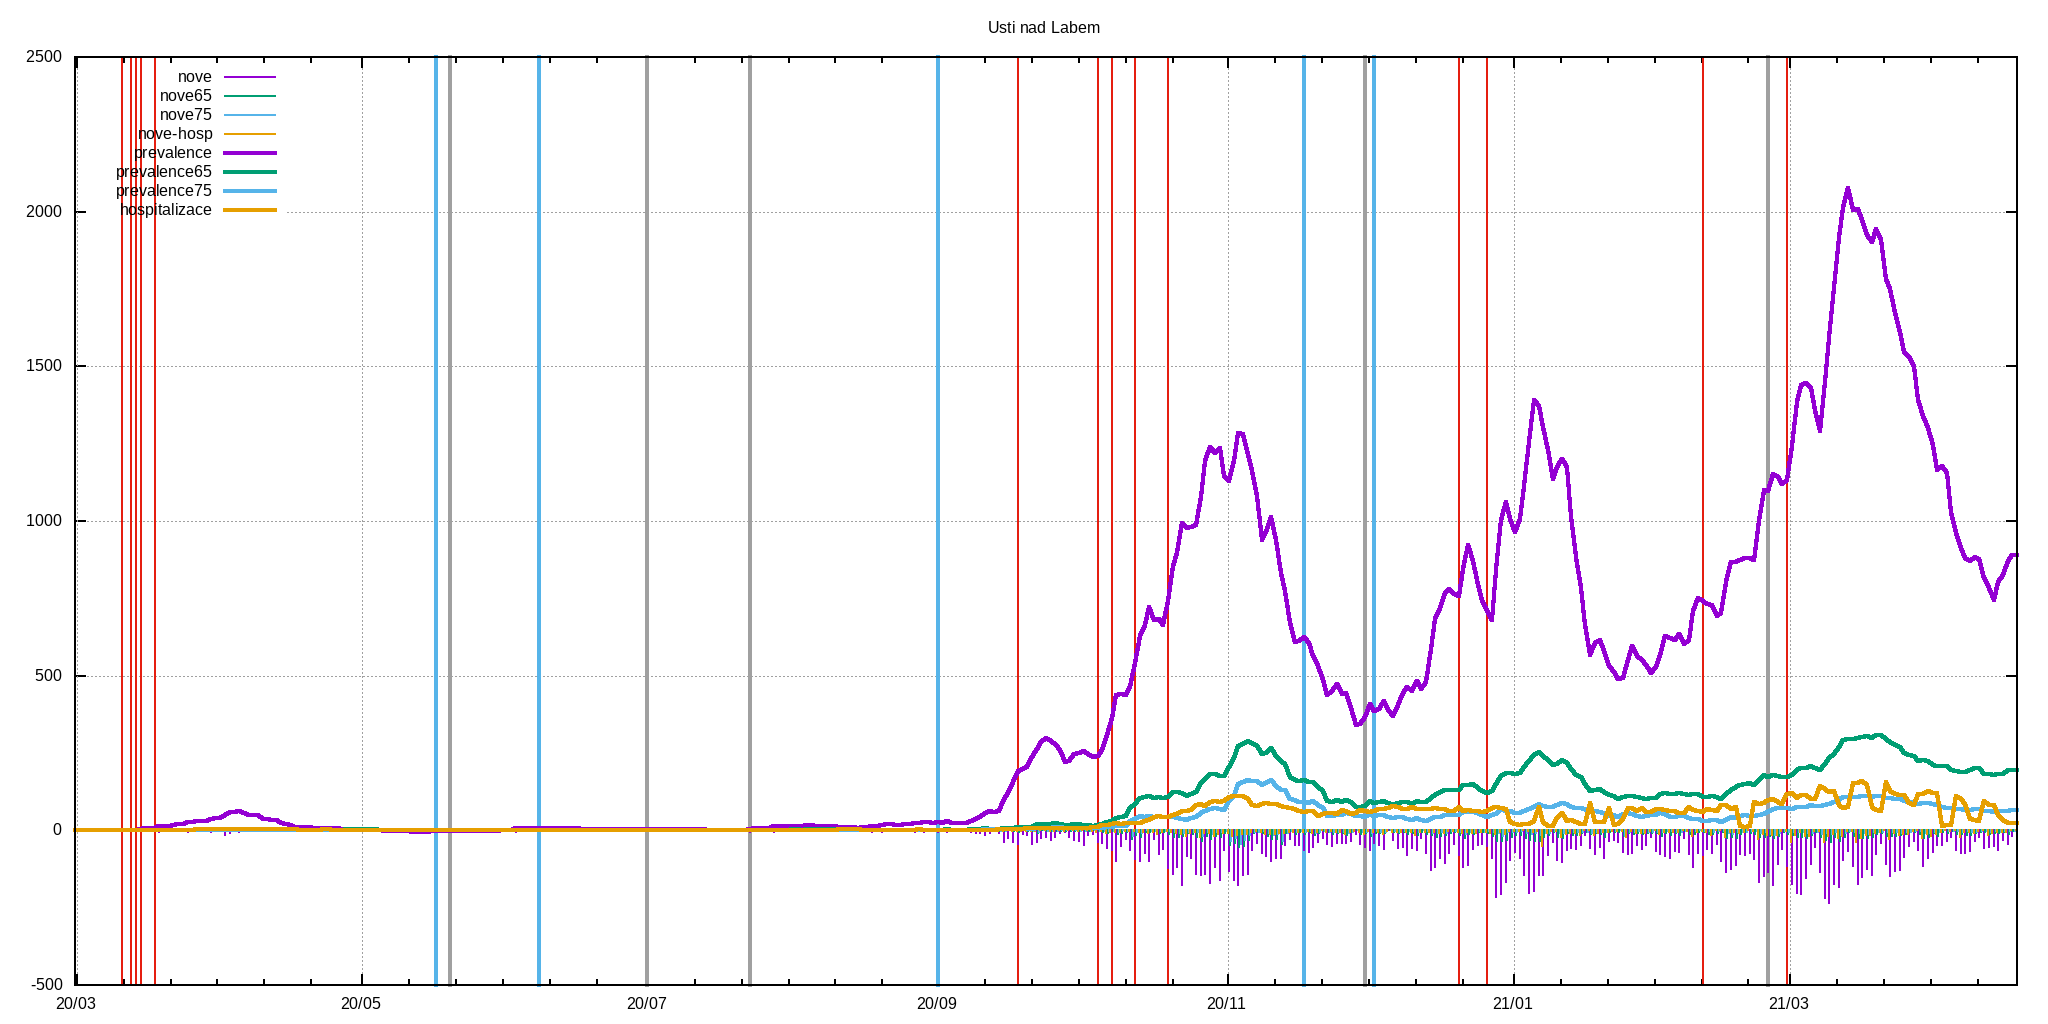 Usti nad Labem
2500
2000
1500
1000
500
0
-500
nove
nove65
nove75
nove-hosp
prevalence
prevalence65
prevalence75
hospitalizace
20/03
20/05
20/07
20/09
20/11
21/01
21/03